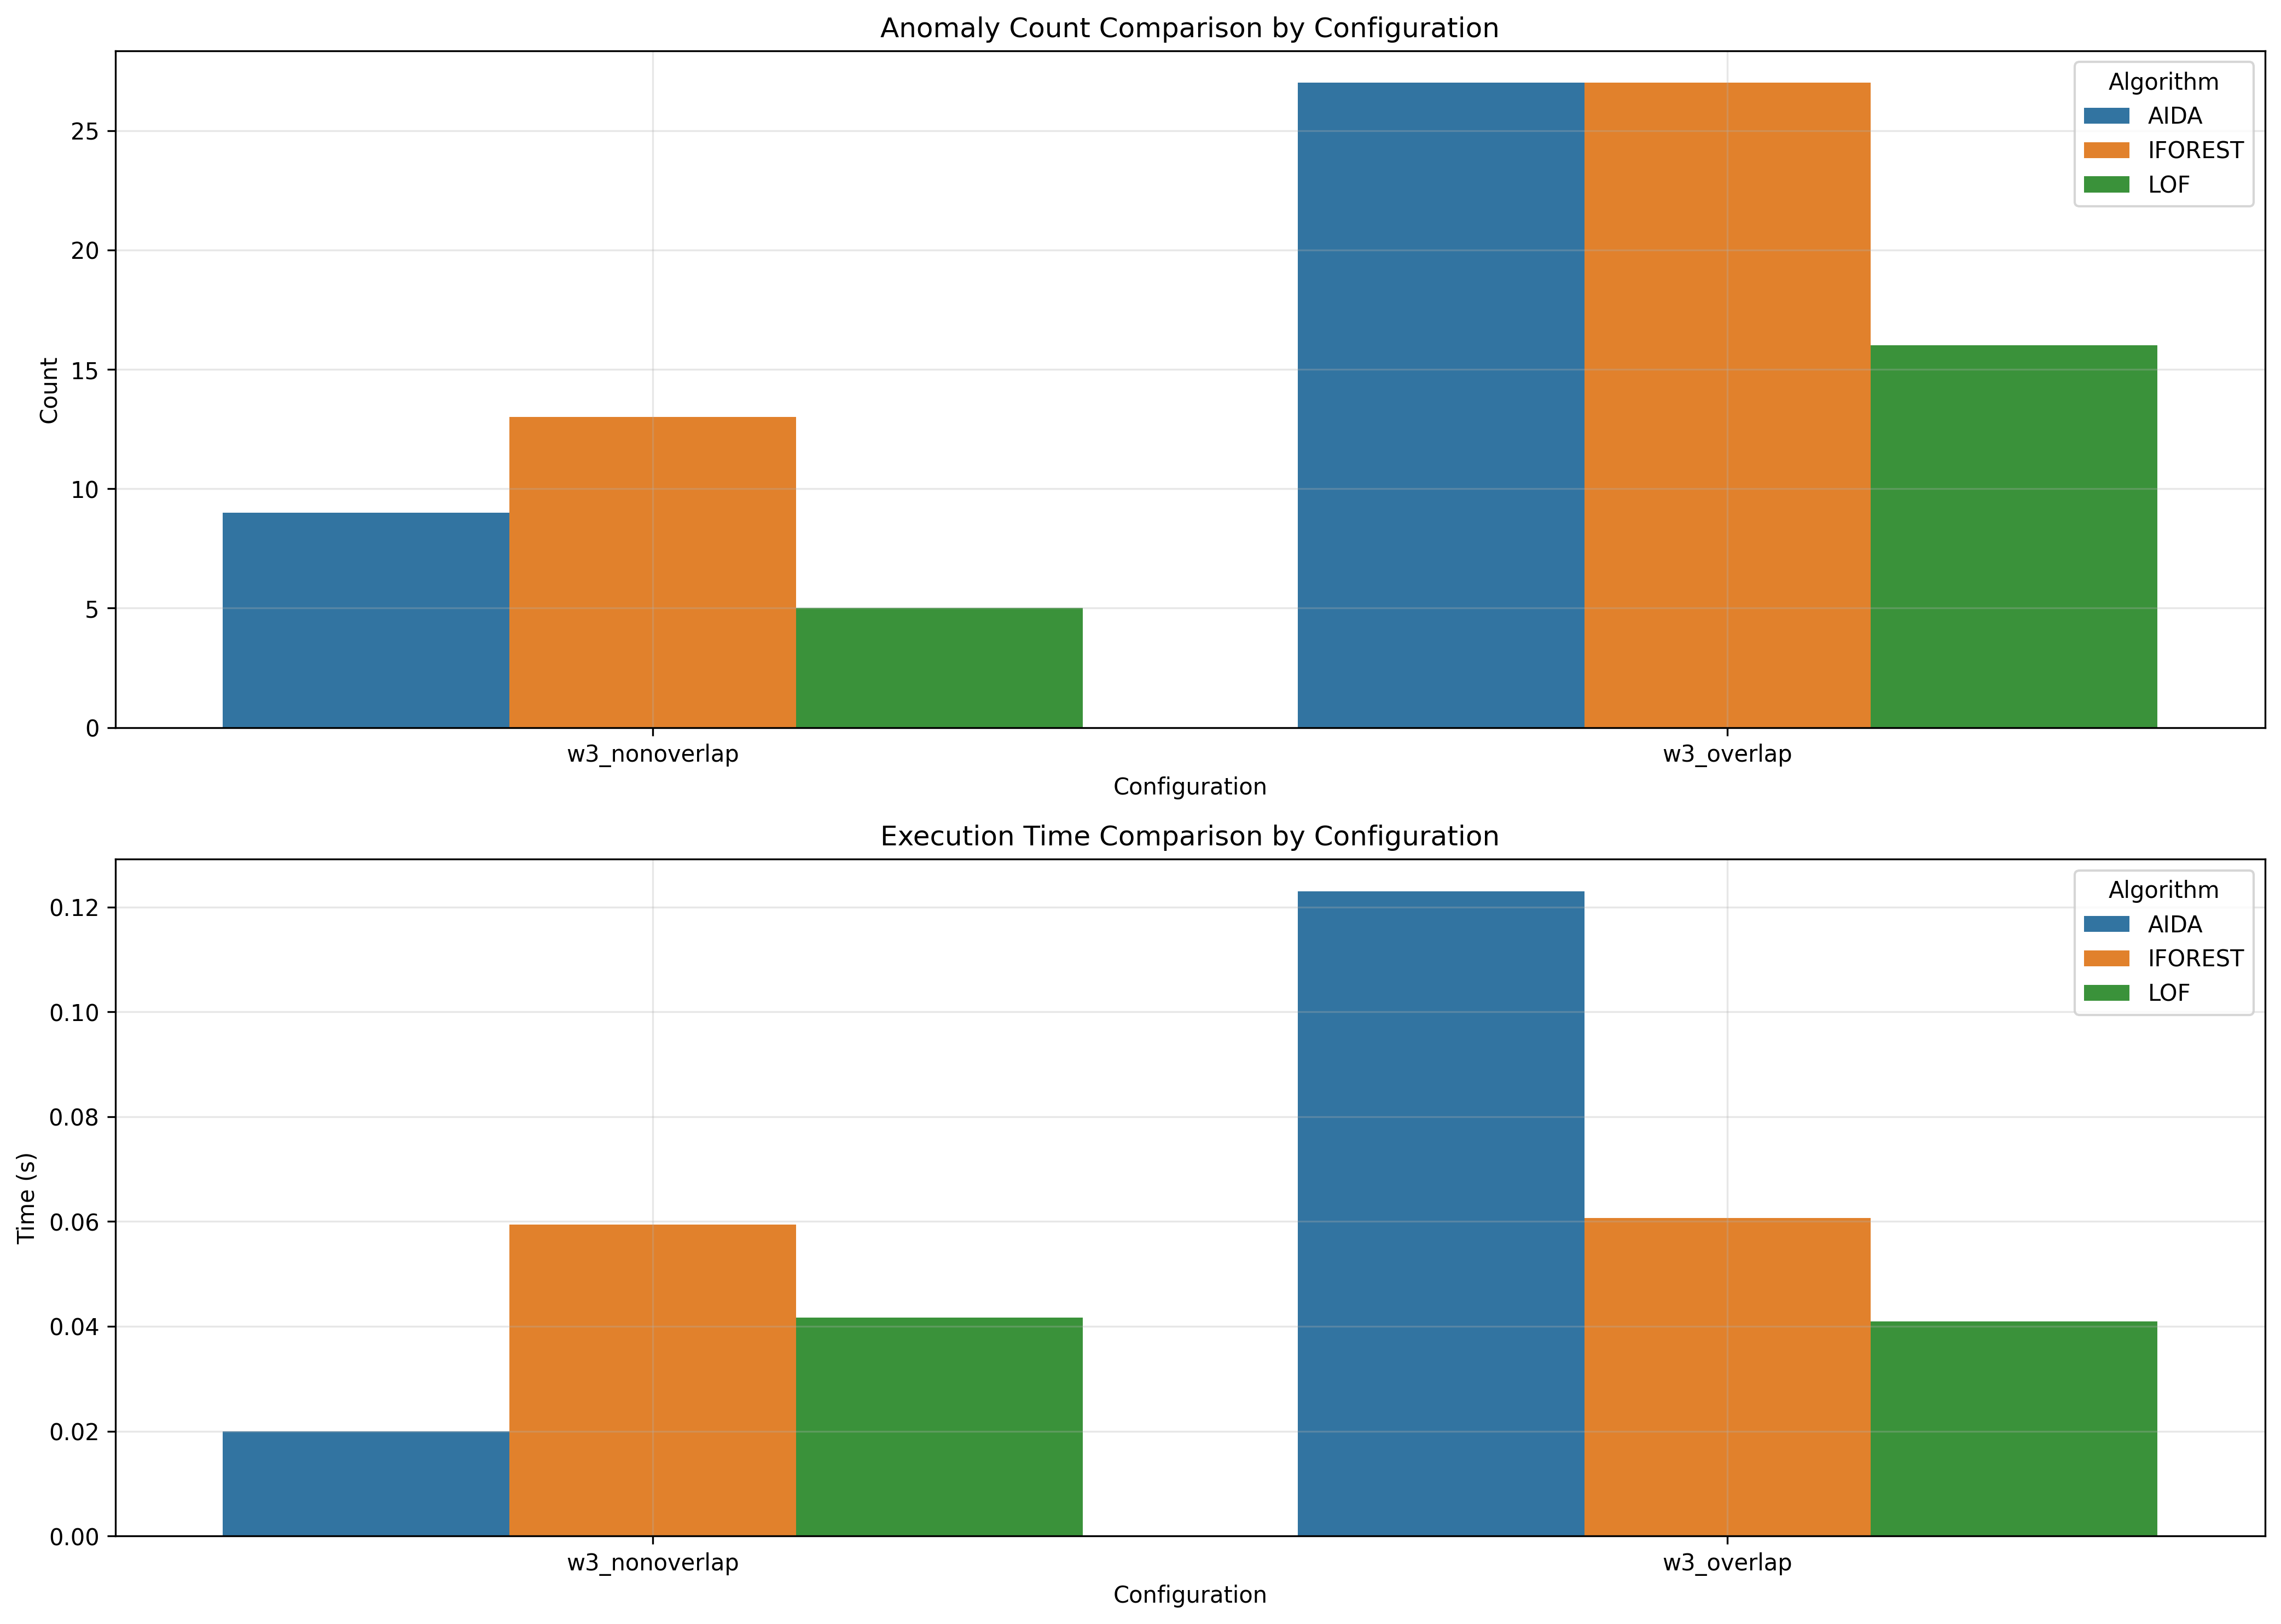 Anomaly Count Comparison by Configuration
Algorithm
AIDA
IFOREST
LOF
Count
25
20
15
10
5
0
w3_nonoverlap
w3_overlap
Configuration
Execution Time Comparison by Configuration
Algorithm
AIDA
IFOREST
LOF
Time (s)
0.12
0.10
0.08
0.06
0.04
0.02
0.00
w3_nonoverlap
w3_overlap
Configuration